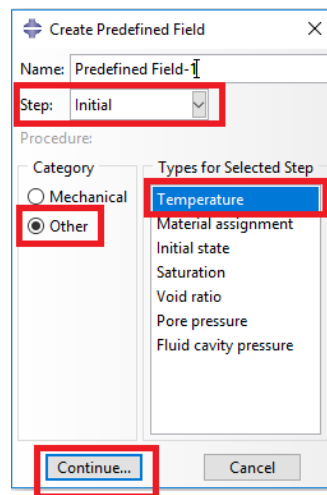 Create Predefined Field
Name: Predefined Field-1
Step: Initial
Procedure:
Category
Types for Selected Step
Mechanical
Other
Temperature
Material assignment
Initial state
Saturation
Void ratio
Pore pressure
Fluid cavity pressure
Continue...
Cancel